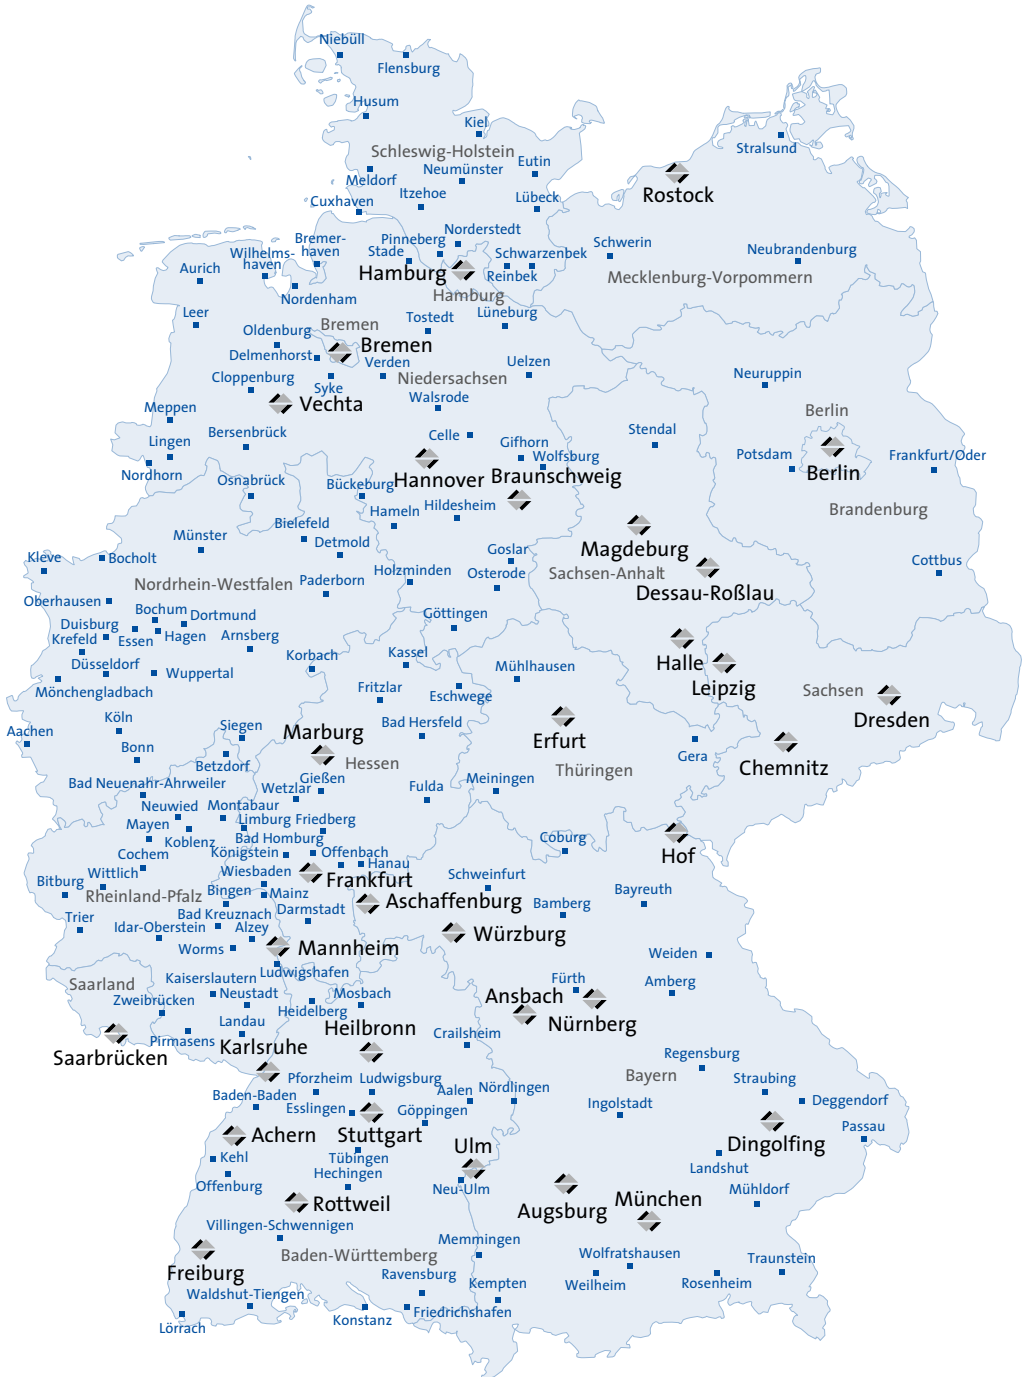 Niebüll
Flensburg
Husum
Kiel
Stralsund
Schleswig-Holstein
Eutin
Neumünster
Meldorf
Itzehoe
Rostock
Cuxhaven
Lübeck
Norderstedt
Bremer-
haven
Pinneberg
Stade
Schwerin
Neubrandenburg
Wilhelms-
haven
Schwarzenbek
Aurich
Hamburg
Reinbek
Mecklenburg-Vorpommern
Nordenham
Hamburg
Leer
Tostedt
Lüneburg
Oldenburg
Bremen
Bremen
Delmenhorst
Verden
Uelzen
Cloppenburg
Syke
Niedersachsen
Neuruppin
Walsrode
Vechta
Meppen
Berlin
Bersenbrück
Celle
Stendal
Lingen
Gifhorn
Wolfsburg
Potsdam
Frankfurt/Oder
Nordhorn
Osnabrück
Bückeburg
Hannover
Braunschweig
Berlin
Hameln
Hildesheim
Brandenburg
Bielefeld
Münster
Detmold
Magdeburg
Kleve
Bocholt
Goslar
Cottbus
Nordrhein-Westfalen
Paderborn
Holzminden
Osterode
Sachsen-Anhalt
Dessau-Roßlau
Oberhausen
Bochum
Dortmund
Göttingen
Duisburg
Krefeld
Essen
Hagen
Arnsberg
Düsseldorf
Wuppertal
Korbach
Kassel
Mühlhausen
Halle
Mönchengladbach
Fritzlar
Eschwege
Leipzig
Sachsen
Köln
Siegen
Bad Hersfeld
Dresden
Aachen
Marburg
Erfurt
Bonn
Hessen
Gera
Chemnitz
Betzdorf
Thüringen
Bad Neuenahr-Ahrweiler
Gießen
Wetzlar
Fulda
Meiningen
Neuwied
Montabaur
Mayen
Limburg
Friedberg
Koblenz
Bad Homburg
Coburg
Hof
Cochem
Königstein
Offenbach
Hanau
Wittlich
Wiesbaden
Frankfurt
Schweinfurt
Bitburg
Rheinland-Pfalz
Bingen
Mainz
Aschaffenburg
Bayreuth
Trier
Bad Kreuznach
Darmstadt
Bamberg
Idar-Oberstein
Alzey
Würzburg
Worms
Mannheim
Weiden
Saarland
Kaiserslautern
Ludwigshafen
Fürth
Amberg
Zweibrücken
Neustadt
Mosbach
Ansbach
Heidelberg
Landau
Heilbronn
Nürnberg
Pirmasens
Crailsheim
Saarbrücken
Karlsruhe
Regensburg
Bayern
Pforzheim
Ludwigsburg
Straubing
Baden-Baden
Aalen
Nördlingen
Esslingen
Göppingen
Ingolstadt
Deggendorf
Achern
Stuttgart
Passau
Ulm
Dingolfing
Kehl
Tübingen
Landshut
Offenburg
Hechingen
Neu-Ulm
Mühldorf
Rottweil
München
Augsburg
Villingen-Schwennigen
Memmingen
Baden-Württemberg
Wolfratshausen
Traunstein
Freiburg
Ravensburg
Kempten
Weilheim
Rosenheim
Waldshut-Tiengen
Friedrichshafen
Lörrach
Konstanz